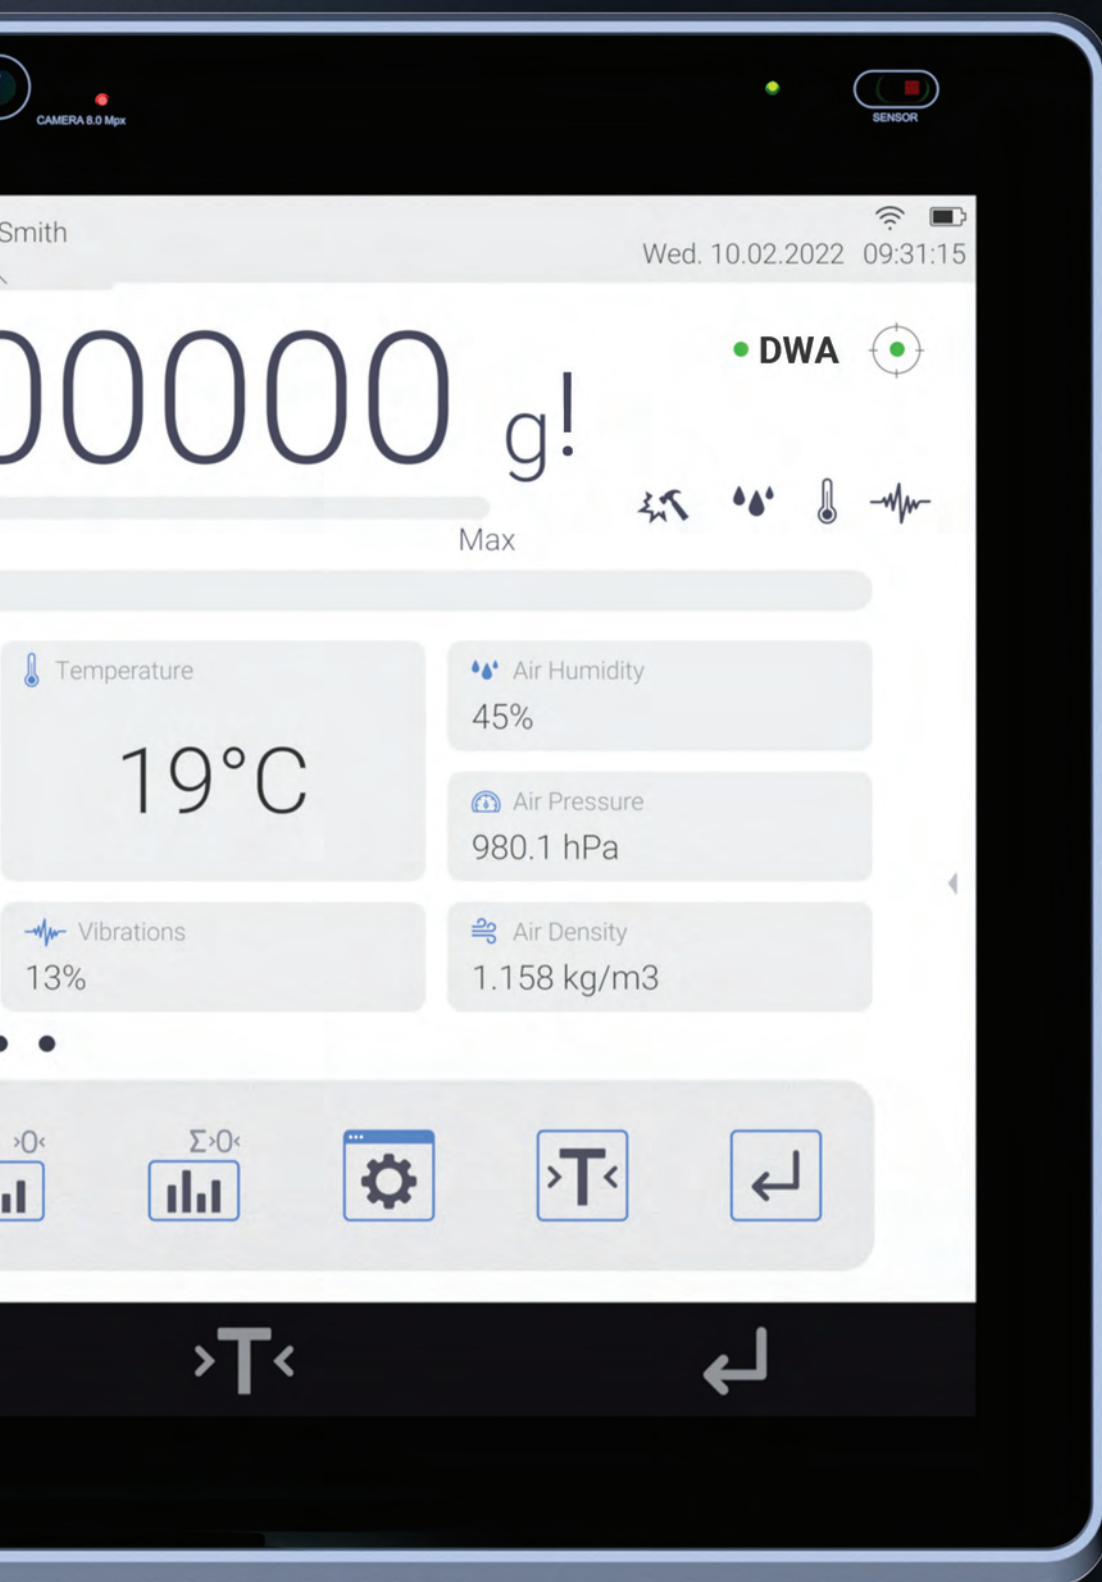 CAMERA 8.0 Mpx
SENSOR
Smith
Wed. 10.02.2022 09:31:15
00000 g!
DWA
Max
Temperature
19°C
Air Humidity
45%
Air Pressure
980.1 hPa
Vibrations
13%
Air Density
1.158 kg/m3
›0‹
Σ›0‹
›T‹
›T‹